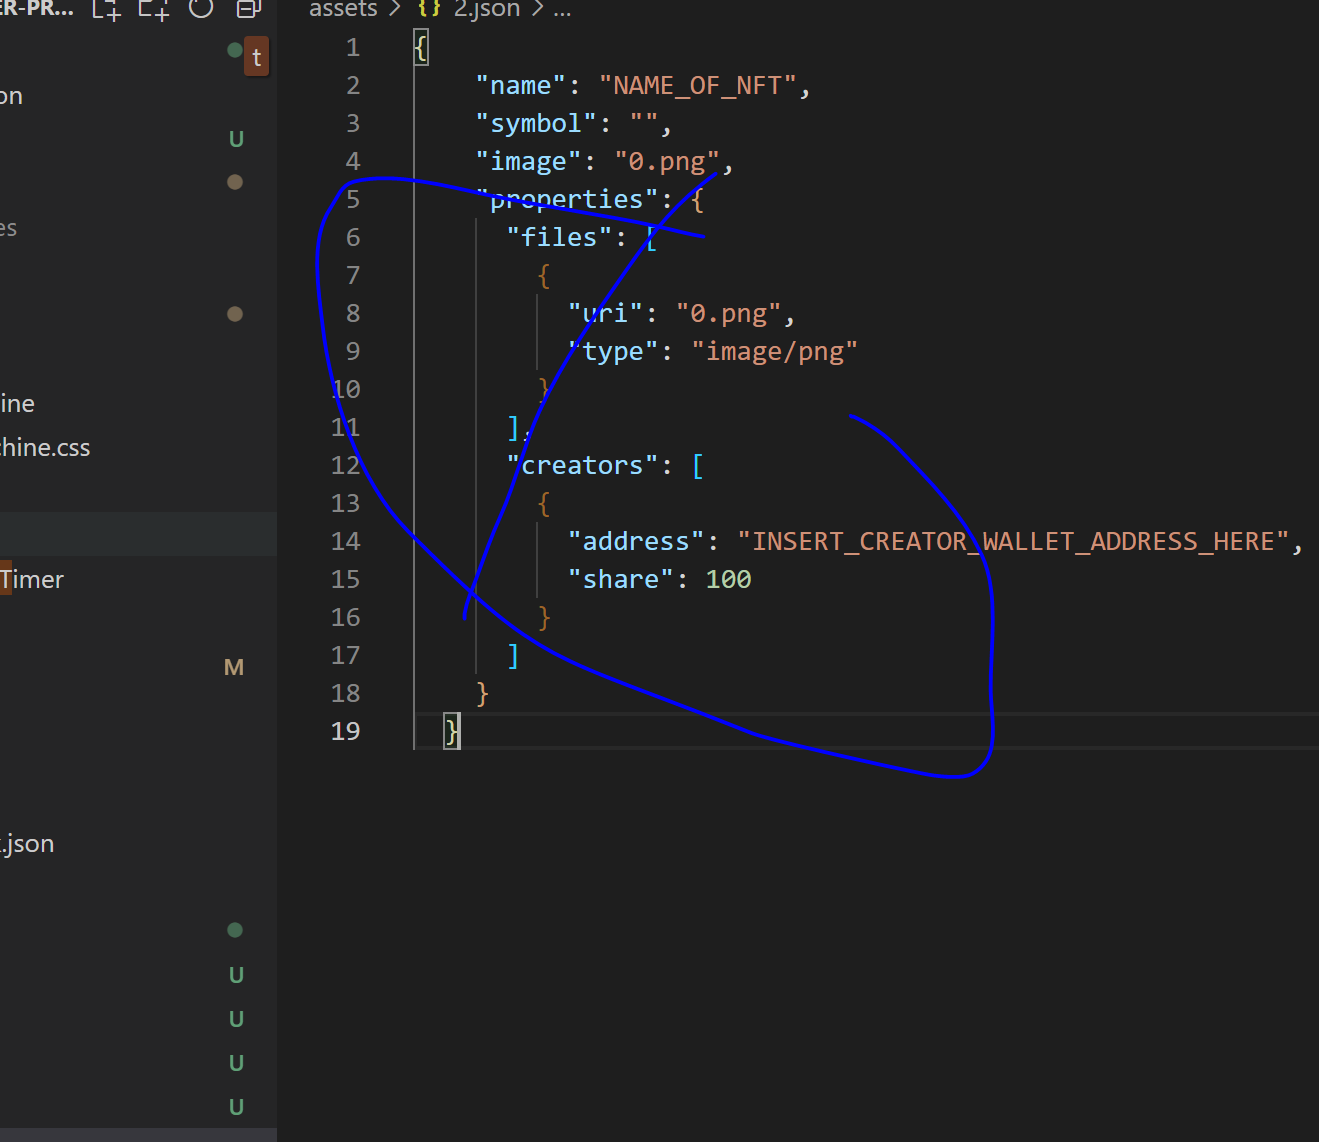 ER-PR...
assets > {} 2.json > ...
t
on
U
es
ine
chine.css
Timer
M
.json
U
U
U
U
1 {
2 "name": "NAME_OF_NFT",
3 "symbol": "",
4 "image": "0.png",
5 "properties": {
6 "files": [
7 {
8 "uri": "0.png",
9 "type": "image/png"
10 }
11 ],
12 "creators": [
13 {
14 "address": "INSERT_CREATOR_WALLET_ADDRESS_HERE",
15 "share": 100
16 }
17 ]
18 }
19 }